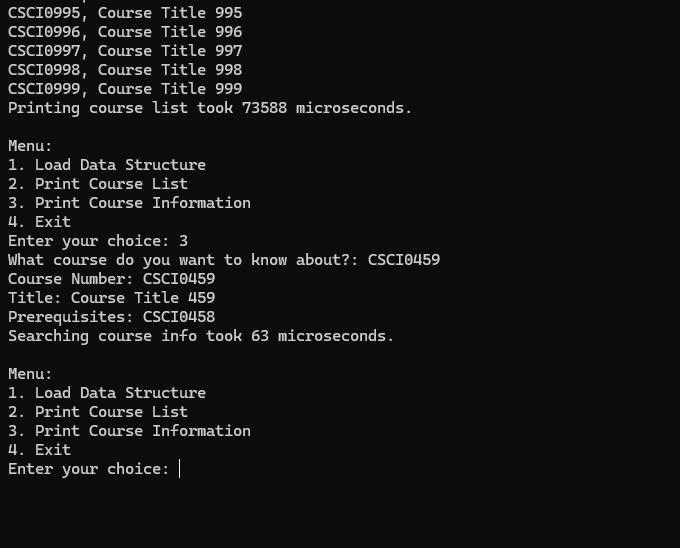 CSCI0995, Course Title 995
CSCI0996, Course Title 996
CSCI0997, Course Title 997
CSCI0998, Course Title 998
CSCI0999, Course Title 999
Printing course list took 73588 microseconds.
Menu:
1. Load Data Structure
2. Print Course List
3. Print Course Information
4. Exit
Enter your choice: 3
What course do you want to know about?: CSCI0459
Course Number: CSCI0459
Title: Course Title 459
Prerequisites: CSCI0458
Searching course info took 63 microseconds.
Menu:
1. Load Data Structure
2. Print Course List
3. Print Course Information
4. Exit
Enter your choice: